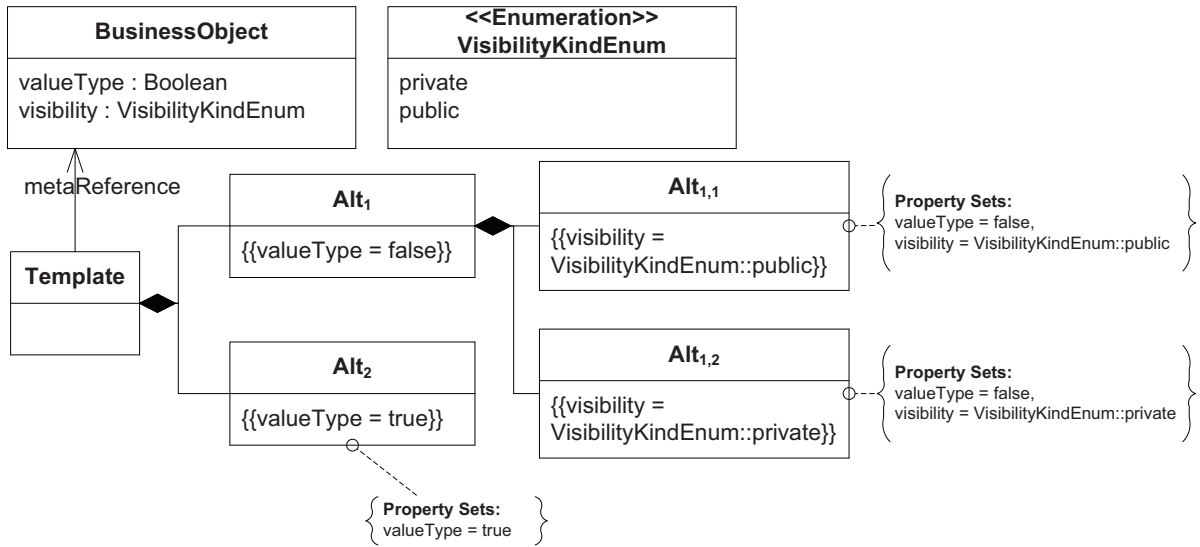 BusinessObject
valueType : Boolean
visibility : VisibilityKindEnum
<<Enumeration>>
VisibilityKindEnum
private
public
metaReference
Template
Alt1
{{valueType = false}}
Alt1,1
{{visibility =
VisibilityKindEnum::public}}
Property Sets:
valueType = false,
visibility = VisibilityKindEnum::public
Alt2
{{valueType = true}}
Alt1,2
{{visibility =
VisibilityKindEnum::private}}
Property Sets:
valueType = false,
visibility = VisibilityKindEnum::private
Property Sets:
valueType = true